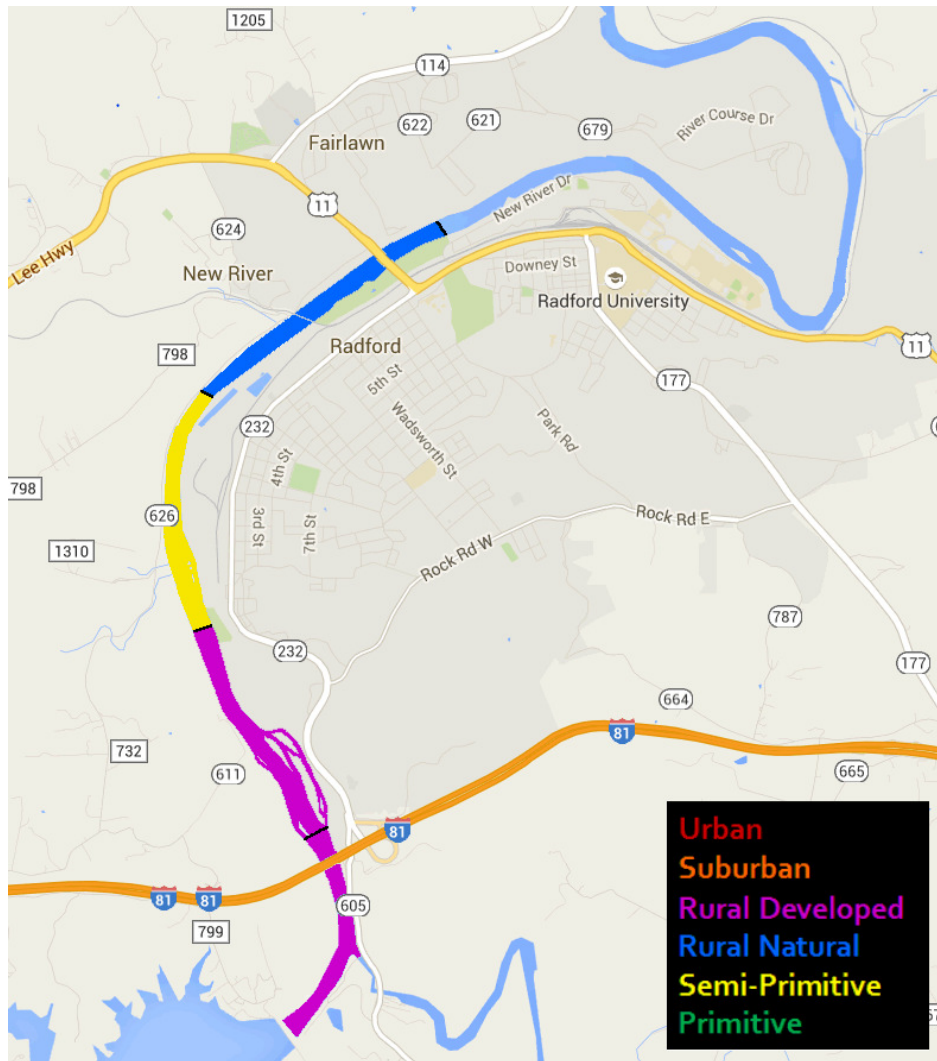 1205
114
622
621
679
River Course Dr
Fairlawn
11
New River Dr
624
Lee Hwy
New River
Downey St
Radford University
798
Radford
11
5th St
177
232
Wadsworth St
Park Rd
4th St
798
626
3rd St
7th St
Rock Rd E
1310
Rock Rd W
787
232
177
664
81
732
611
665
81
Urban
Suburban
Rural Developed
Rural Natural
Semi-Primitive
Primitive
81
81
605
799